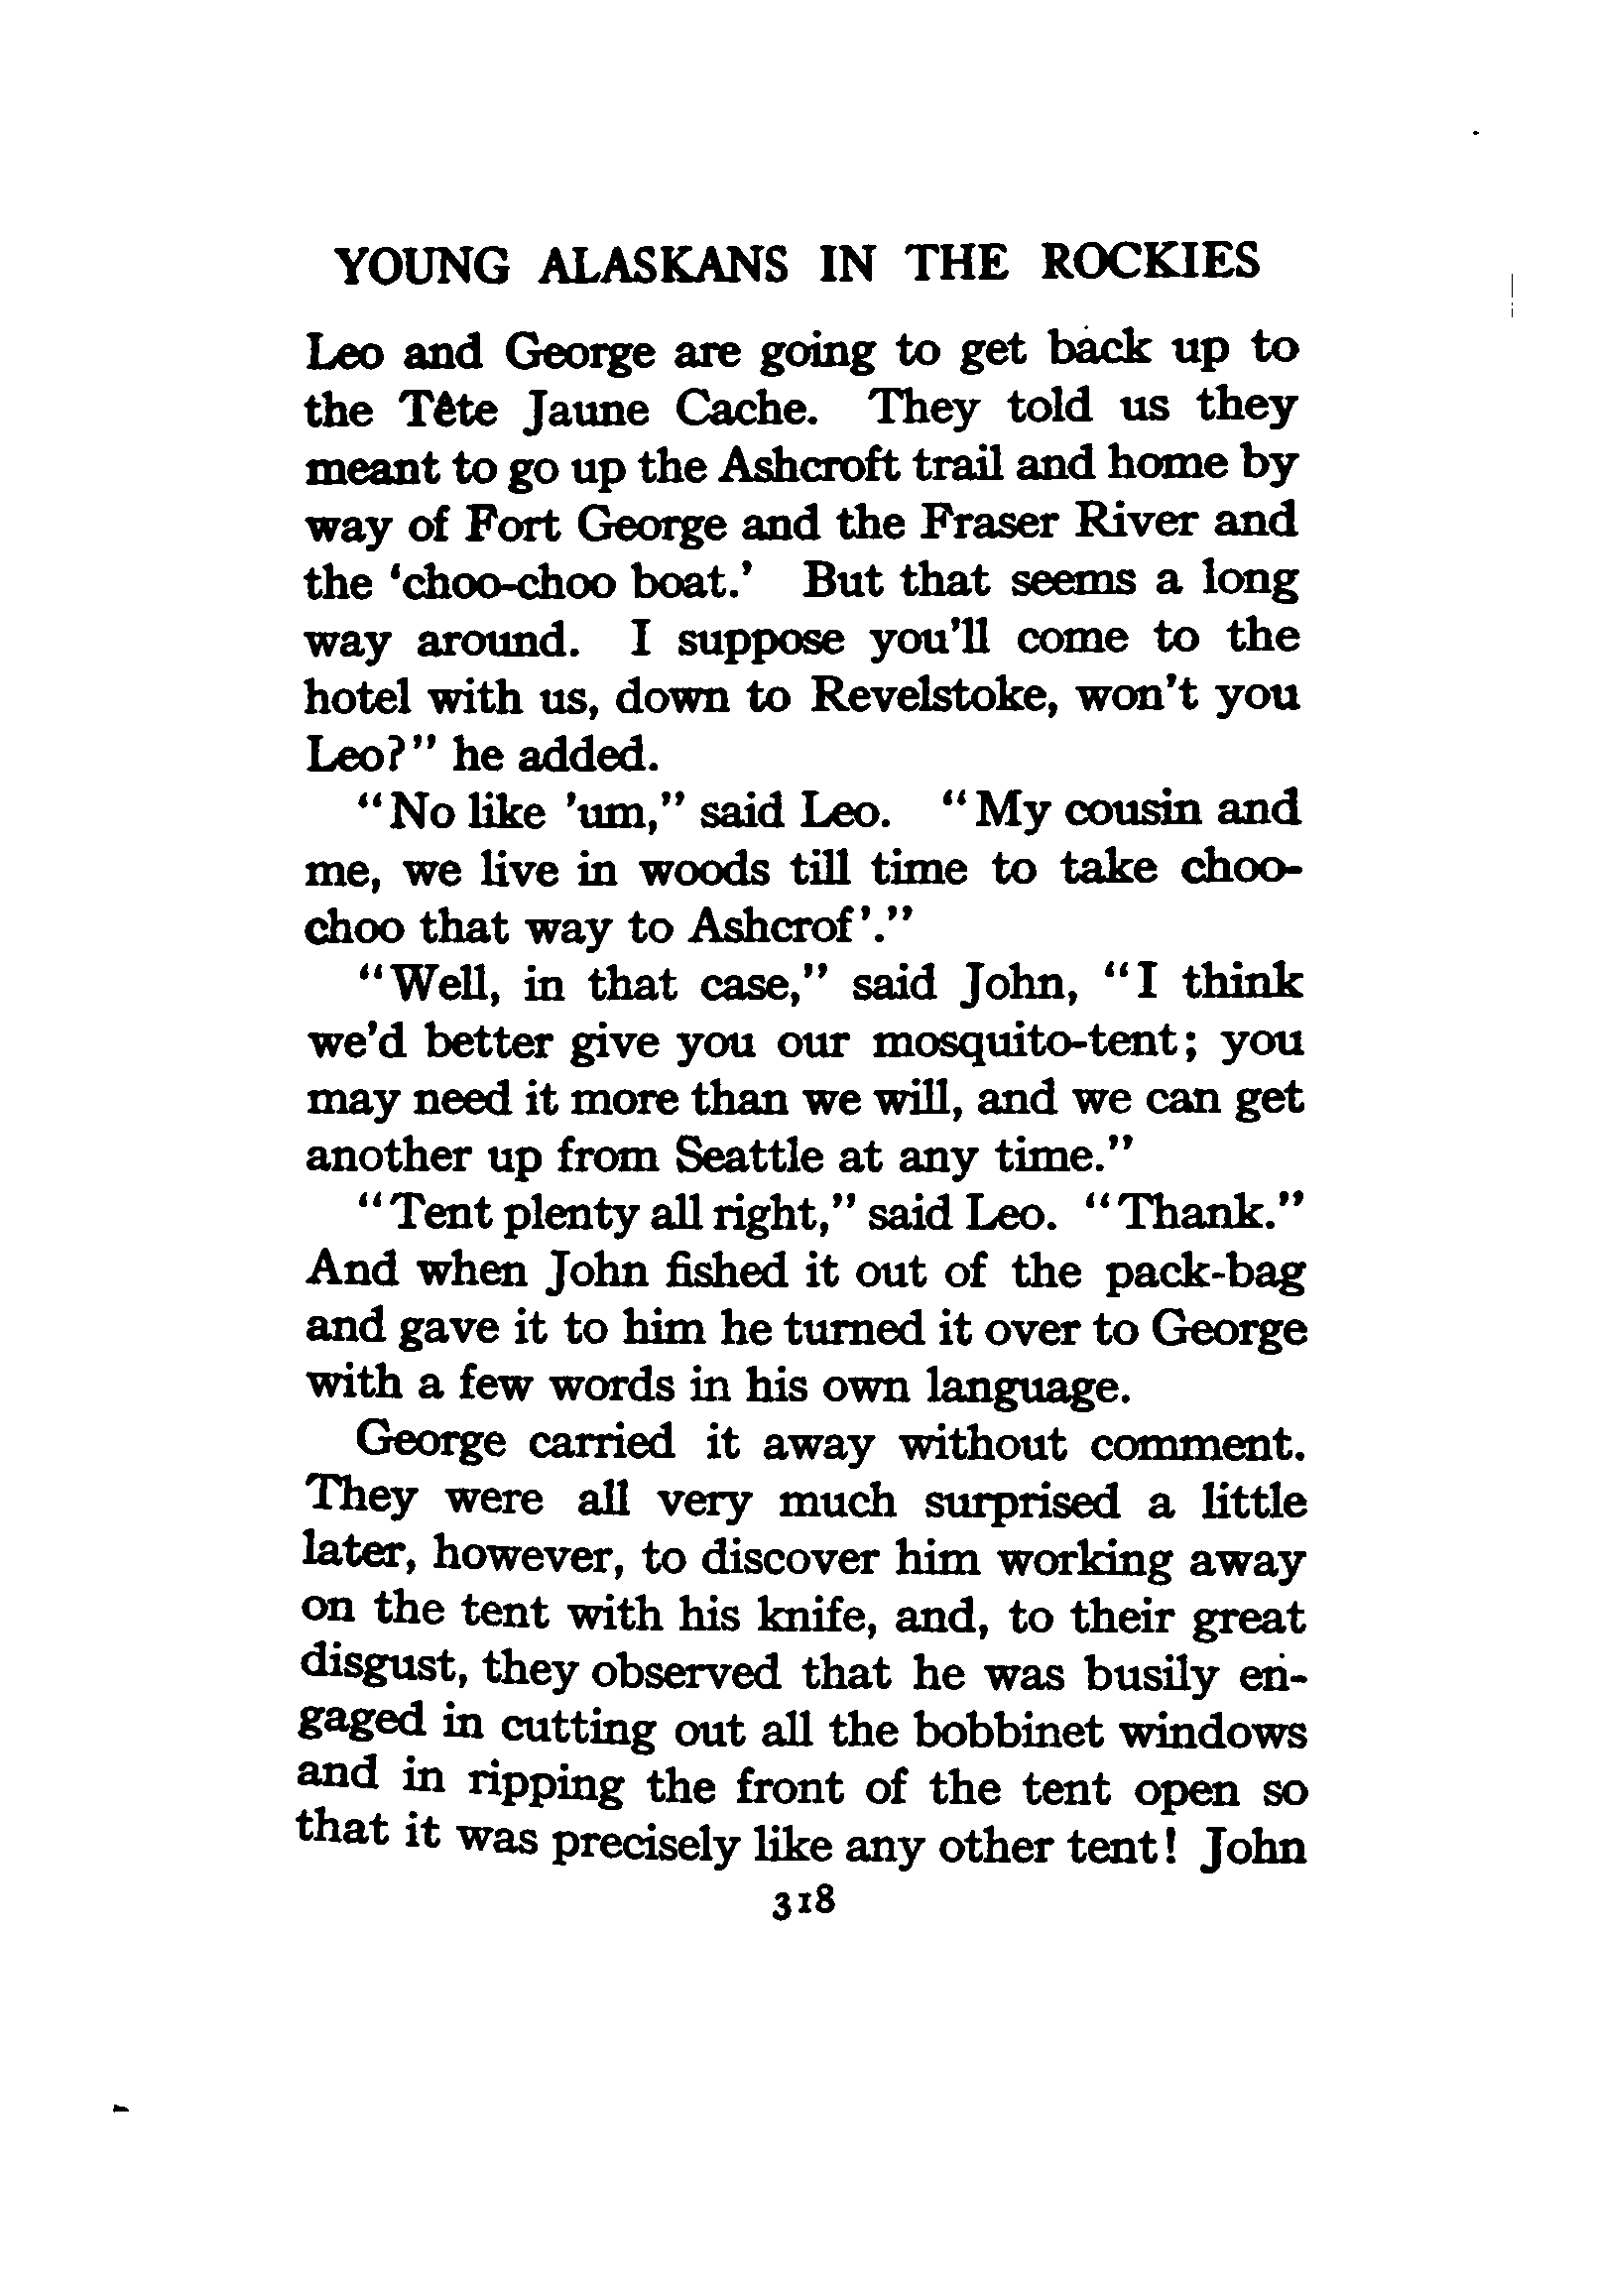 YOUNG ALASKANS IN THE ROCKIES
Leo and George are going to get back up to
the Tête Jaune Cache. They told us they
meant to go up the Ashcroft trail and home by
way of Fort George and the Fraser River and
the ‘choo-choo boat.’ But that seems a long
way around. I suppose you’ll come to the
hotel with us, down to Revelstoke, won’t you
Leo?” he added.
“No like ’um,” said Leo. “My cousin and
me, we live in woods till time to take choo-
choo that way to Ashcrof’.”
“Well, in that case,” said John, “I think
we’d better give you our mosquito-tent; you
may need it more than we will, and we can get
another up from Seattle at any time.”
“Tent plenty all right,” said Leo. “Thank.”
And when John fished it out of the pack-bag
and gave it to him he turned it over to George
with a few words in his own language.
George carried it away without comment.
They were all very much surprised a little
later, however, to discover him working away
on the tent with his knife, and, to their great
disgust, they observed that he was busily en-
gaged in cutting out all the bobbinet windows
and in ripping the front of the tent open so
that it was precisely like any other tent! John
318